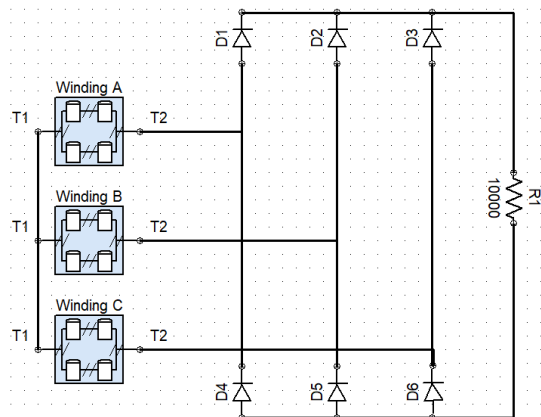 D1
D2
D3
Winding A
T1
T2
Winding B
T1
T2
R1
10000
Winding C
T1
T2
D4
D5
D6